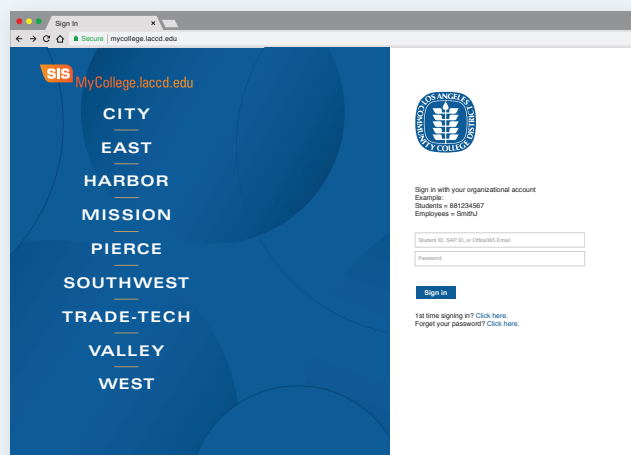 Sign In
Secure mycollege.laccd.edu
SIS MyCollege.laccd.edu
CITY
EAST
HARBOR
MISSION
PIERCE
SOUTHWEST
TRADE-TECH
VALLEY
WEST
LOS ANGELES
COMMUNITY COLLEGE DISTRICT
Sign in with your organizational account
Example:
Students = 881234567
Employees = SmithJ
Student ID, SAP ID, or Office365 Email
Password
Sign in
1st time signing in? Click here.
Forget your password? Click here.